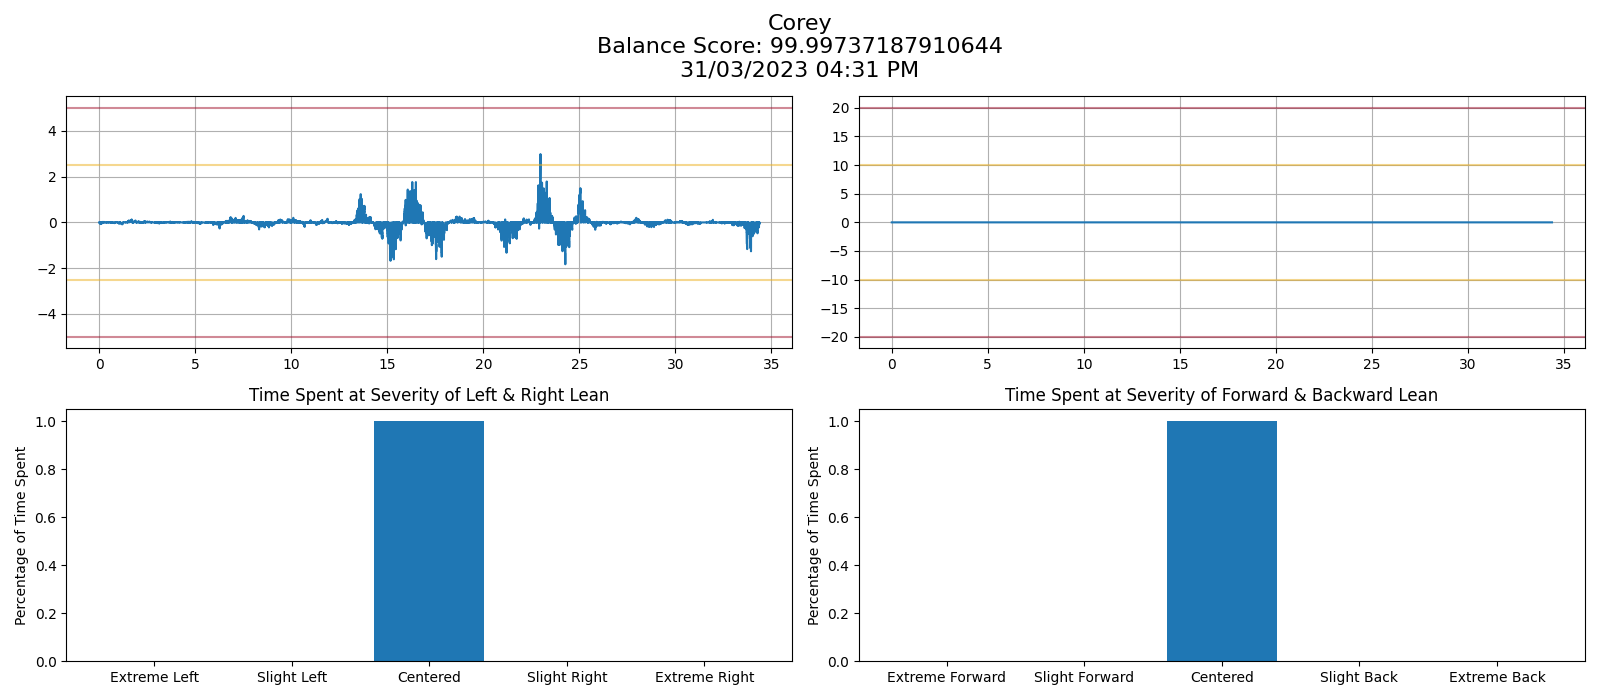 Corey
Balance Score: 99.99737187910644
31/03/2023 04:31 PM
4
2
0
−2
−4
0 5 10 15 20 25 30 35
20
15
10
5
0
−5
−10
−15
−20
0 5 10 15 20 25 30 35
Time Spent at Severity of Left & Right Lean
Percentage of Time Spent
1.0
0.8
0.6
0.4
0.2
0.0
Extreme Left Slight Left Centered Slight Right Extreme Right
Time Spent at Severity of Forward & Backward Lean
Percentage of Time Spent
1.0
0.8
0.6
0.4
0.2
0.0
Extreme Forward Slight Forward Centered Slight Back Extreme Back